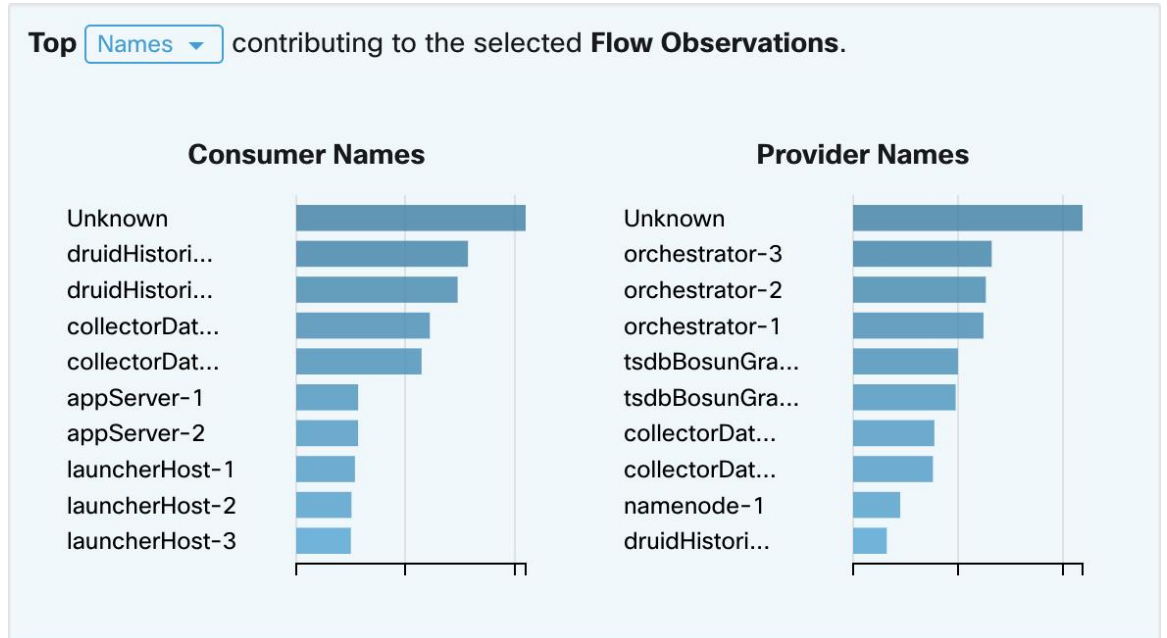 Top Names contributing to the selected Flow Observations.
Consumer Names
Unknown
druidHistori...
druidHistori...
collectorDat...
collectorDat...
appServer-1
appServer-2
launcherHost-1
launcherHost-2
launcherHost-3
Provider Names
Unknown
orchestrator-3
orchestrator-2
orchestrator-1
tsdbBosunGra...
tsdbBosunGra...
collectorDat...
collectorDat...
namenode-1
druidHistori...